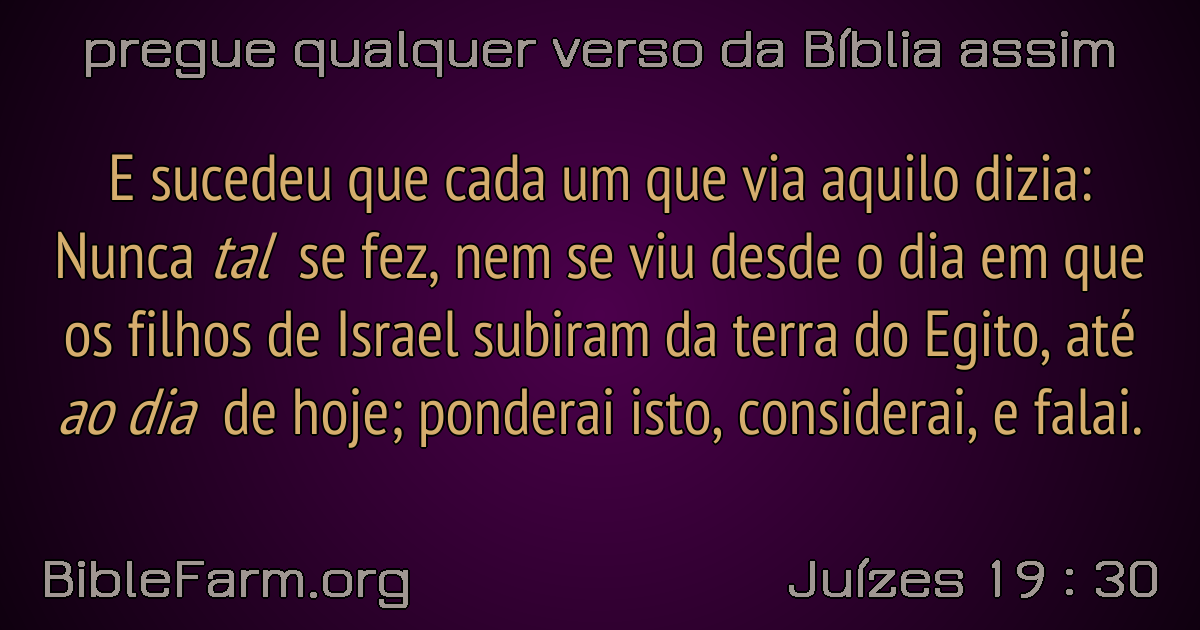 pregue qualquer verso da Bíblia assim
E sucedeu que cada um que via aquilo dizia:
Nunca tal se fez, nem se viu desde o dia em que
os filhos de Israel subiram da terra do Egito, até
ao dia de hoje; ponderai isto, considerai, e falai.
BibleFarm.org
Juízes 19 : 30